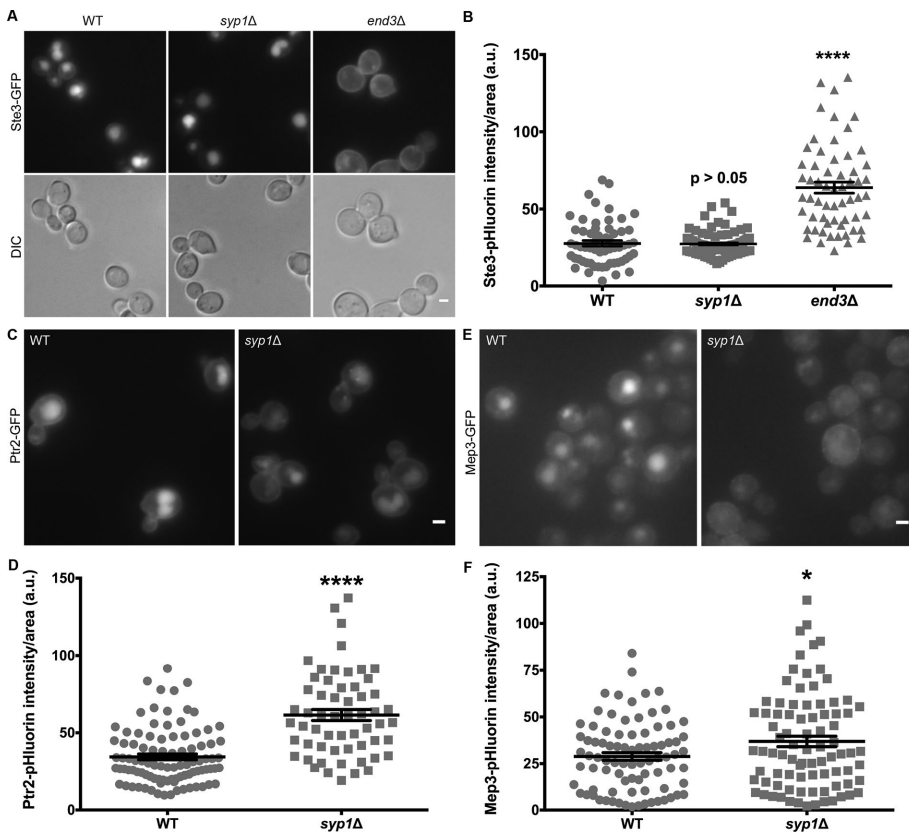 A
WT
syp1Δ
end3Δ
Ste3-GFP
DIC
B
Ste3-pHluorin intensity/area (a.u.)
150
100
50
0
****
p > 0.05
WT
syp1Δ
end3Δ
C
WT
syp1Δ
Ptr2-GFP
E
WT
syp1Δ
Mep3-GFP
D
Ptr2-pHluorin intensity/area (a.u.)
150
100
50
0
****
WT
syp1Δ
F
Mep3-pHluorin intensity/area (a.u.)
125
100
75
50
25
0
*
WT
syp1Δ